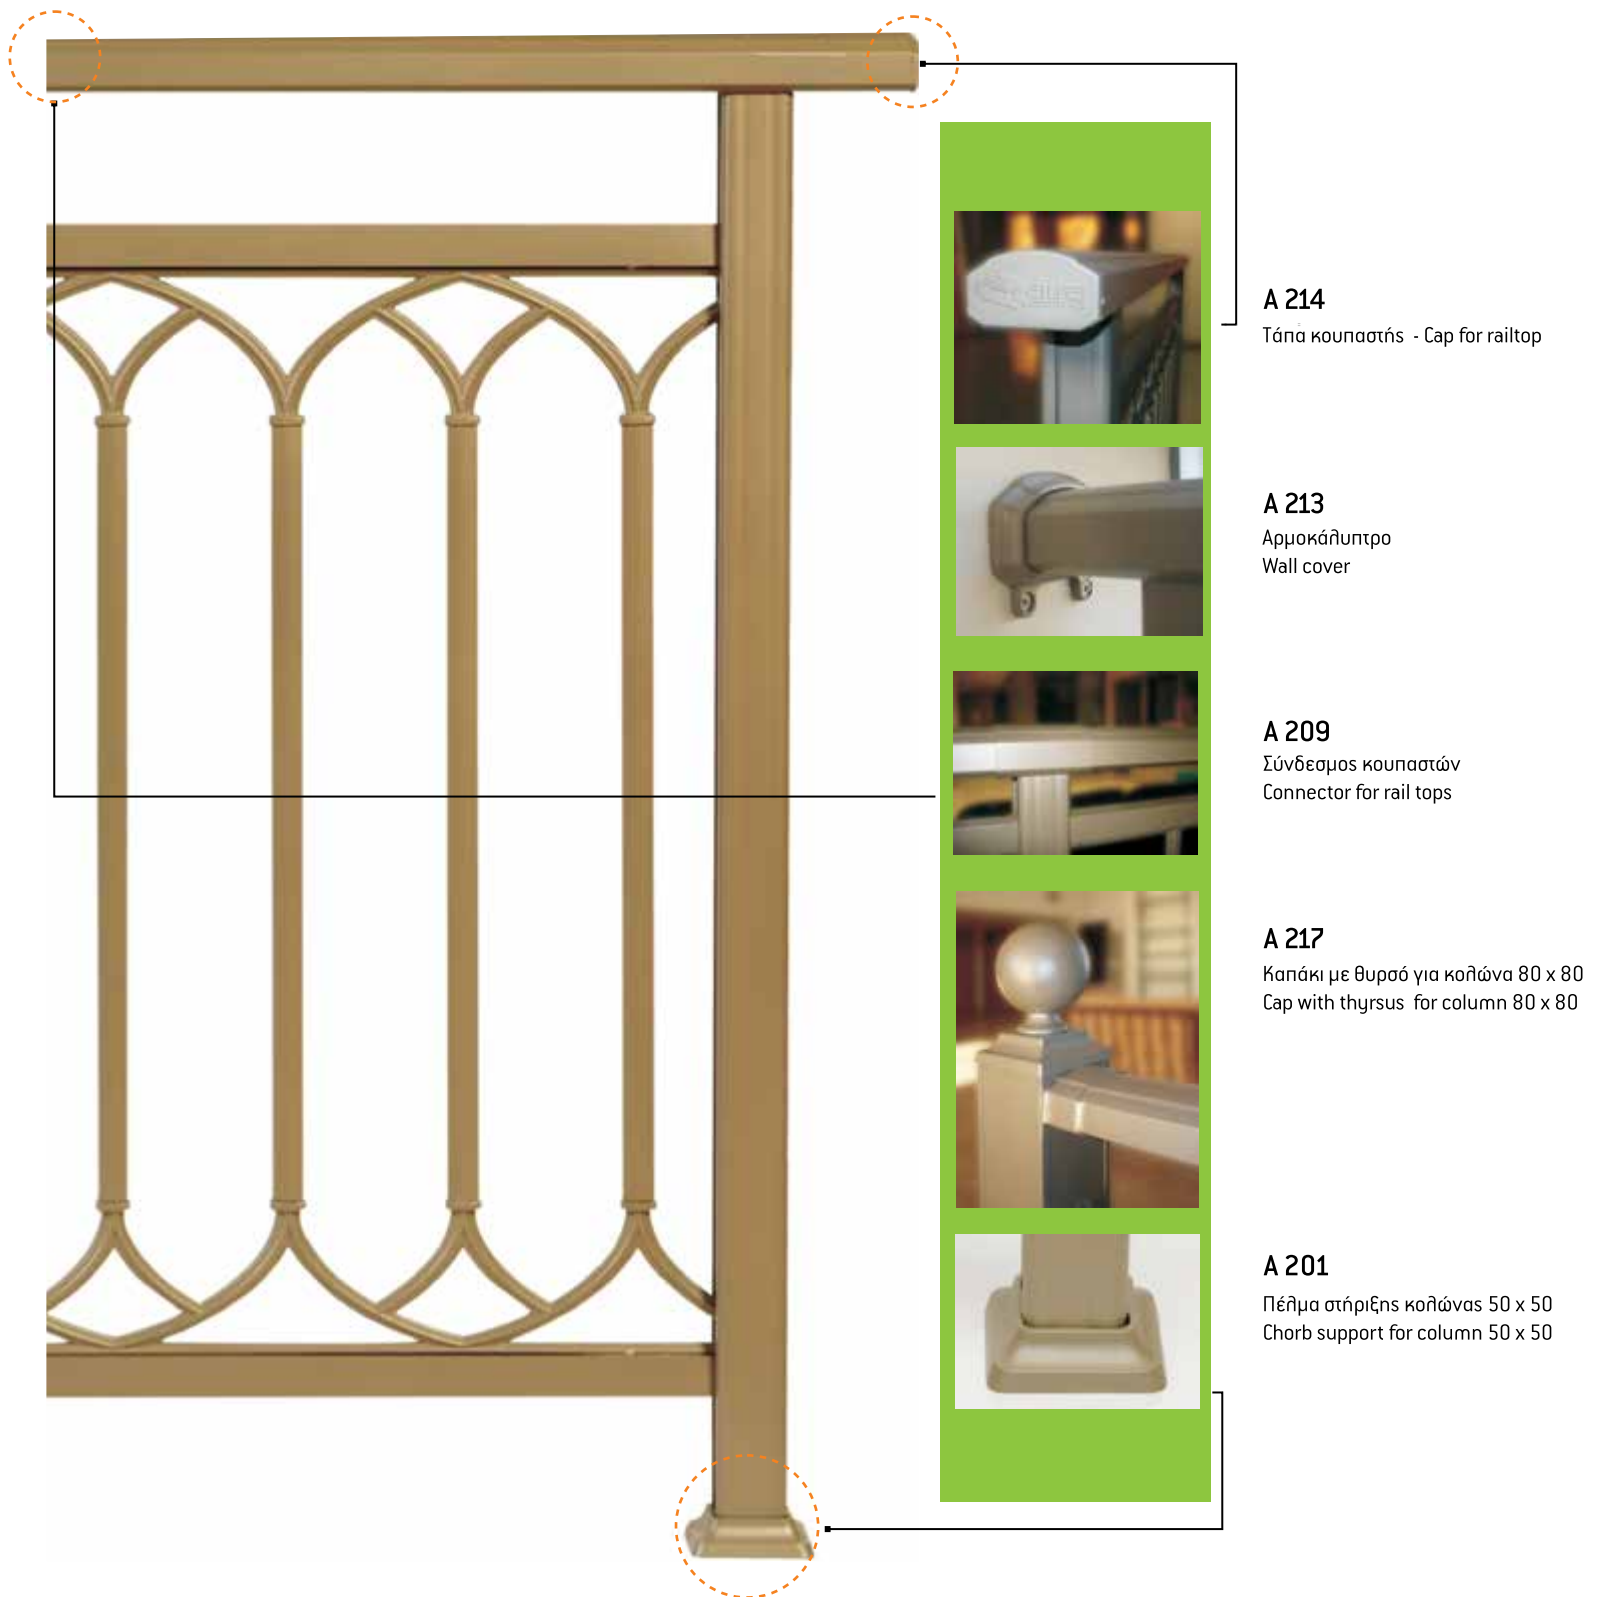 A 214
Τάπα κουπαστής - Cap for railtop
A 213
Αρμοκάλυπτρο
Wall cover
A 209
Σύνδεσμος κουπαστών
Connector for rail tops
A 217
Καπάκι με θυρσό για κολώνα 80 x 80
Cap with thyrsus for column 80 x 80
A 201
Πέλμα στήριξης κολώνας 50 x 50
Chorb support for column 50 x 50